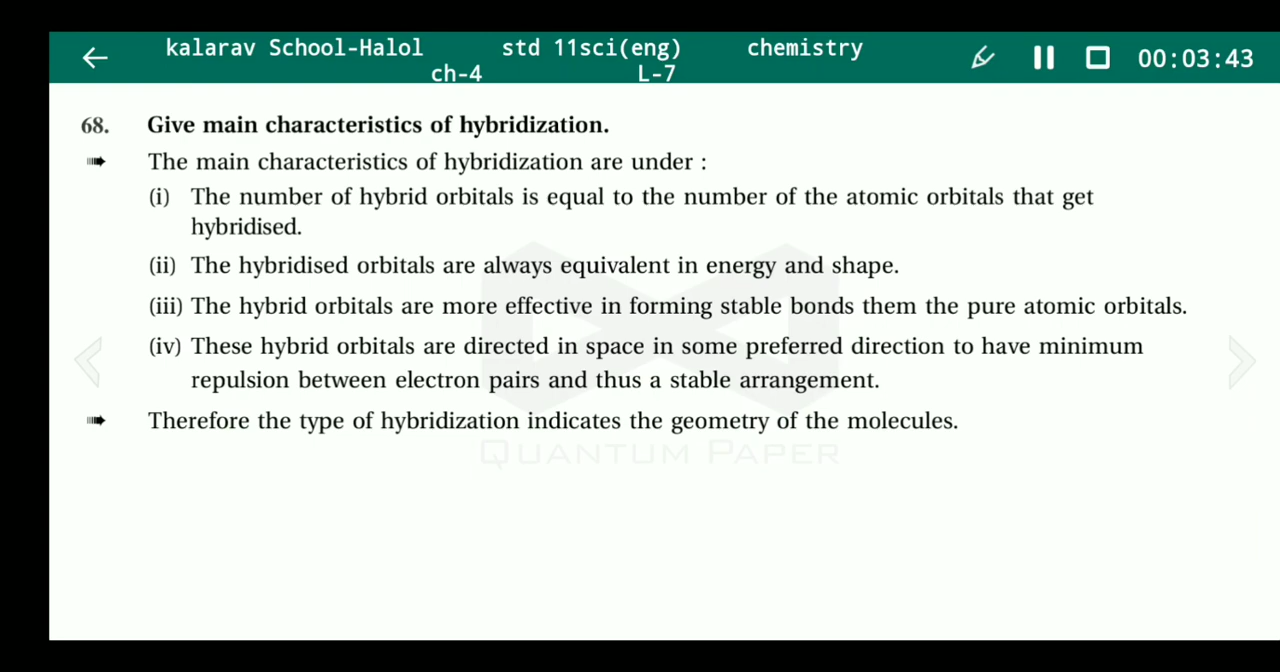 kalarav School-Halol std 11sci(eng) chemistry
ch-4 L-7
00:03:43
68. Give main characteristics of hybridization.
The main characteristics of hybridization are under :
(i) The number of hybrid orbitals is equal to the number of the atomic orbitals that get
hybridised.
(ii) The hybridised orbitals are always equivalent in energy and shape.
(iii) The hybrid orbitals are more effective in forming stable bonds them the pure atomic orbitals.
(iv) These hybrid orbitals are directed in space in some preferred direction to have minimum
repulsion between electron pairs and thus a stable arrangement.
Therefore the type of hybridization indicates the geometry of the molecules.
QUANTUM PAPER